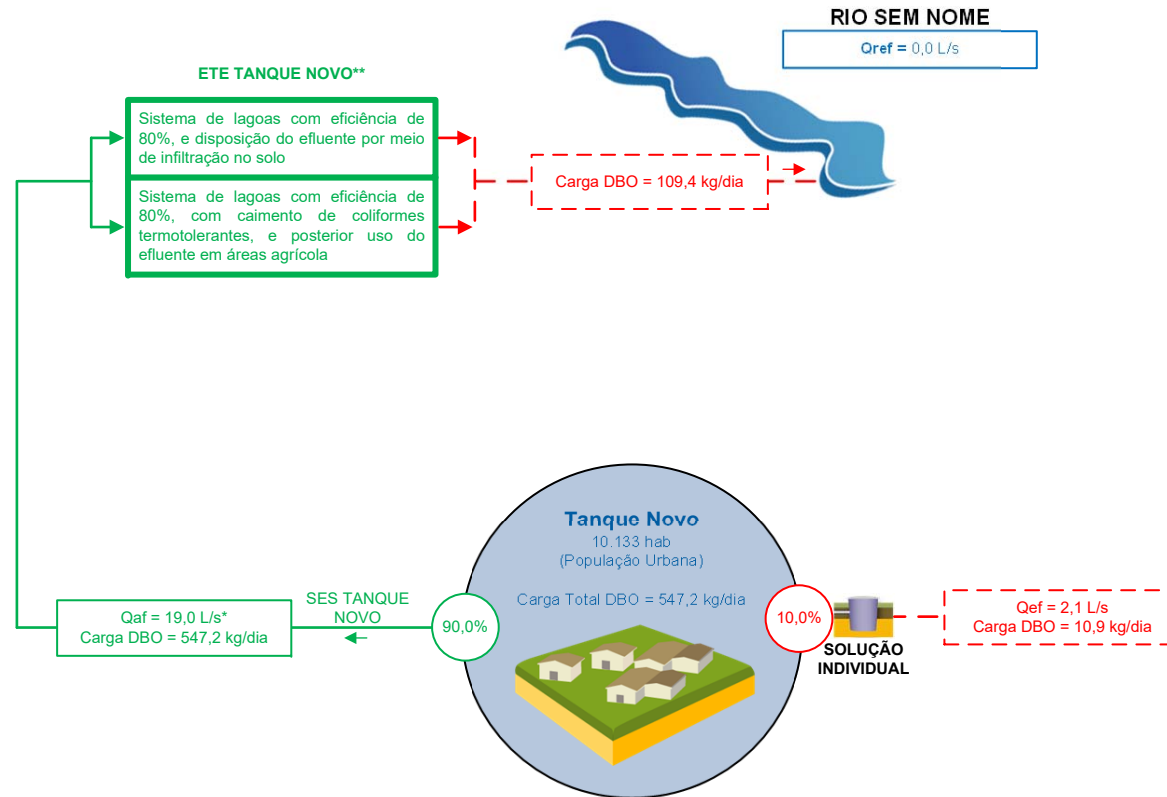 RIO SEM NOME
Qref = 0,0 L/s
ETE TANQUE NOVO**
Sistema de lagoas com eficiência de
80%, e disposição do efluente por meio
de infiltração no solo
Sistema de lagoas com eficiência de
80%, com caimento de coliformes
termotolerantes, e posterior uso do
efluente em áreas agrícola
Carga DBO = 109,4 kg/dia
Tanque Novo
10.133 hab
(População Urbana)
Carga Total DBO = 547,2 kg/dia
Qaf = 19,0 L/s*
Carga DBO = 547,2 kg/dia
SES TANQUE
NOVO
90,0%
10,0%
SOLUÇÃO
INDIVIDUAL
Qef = 2,1 L/s
Carga DBO = 10,9 kg/dia